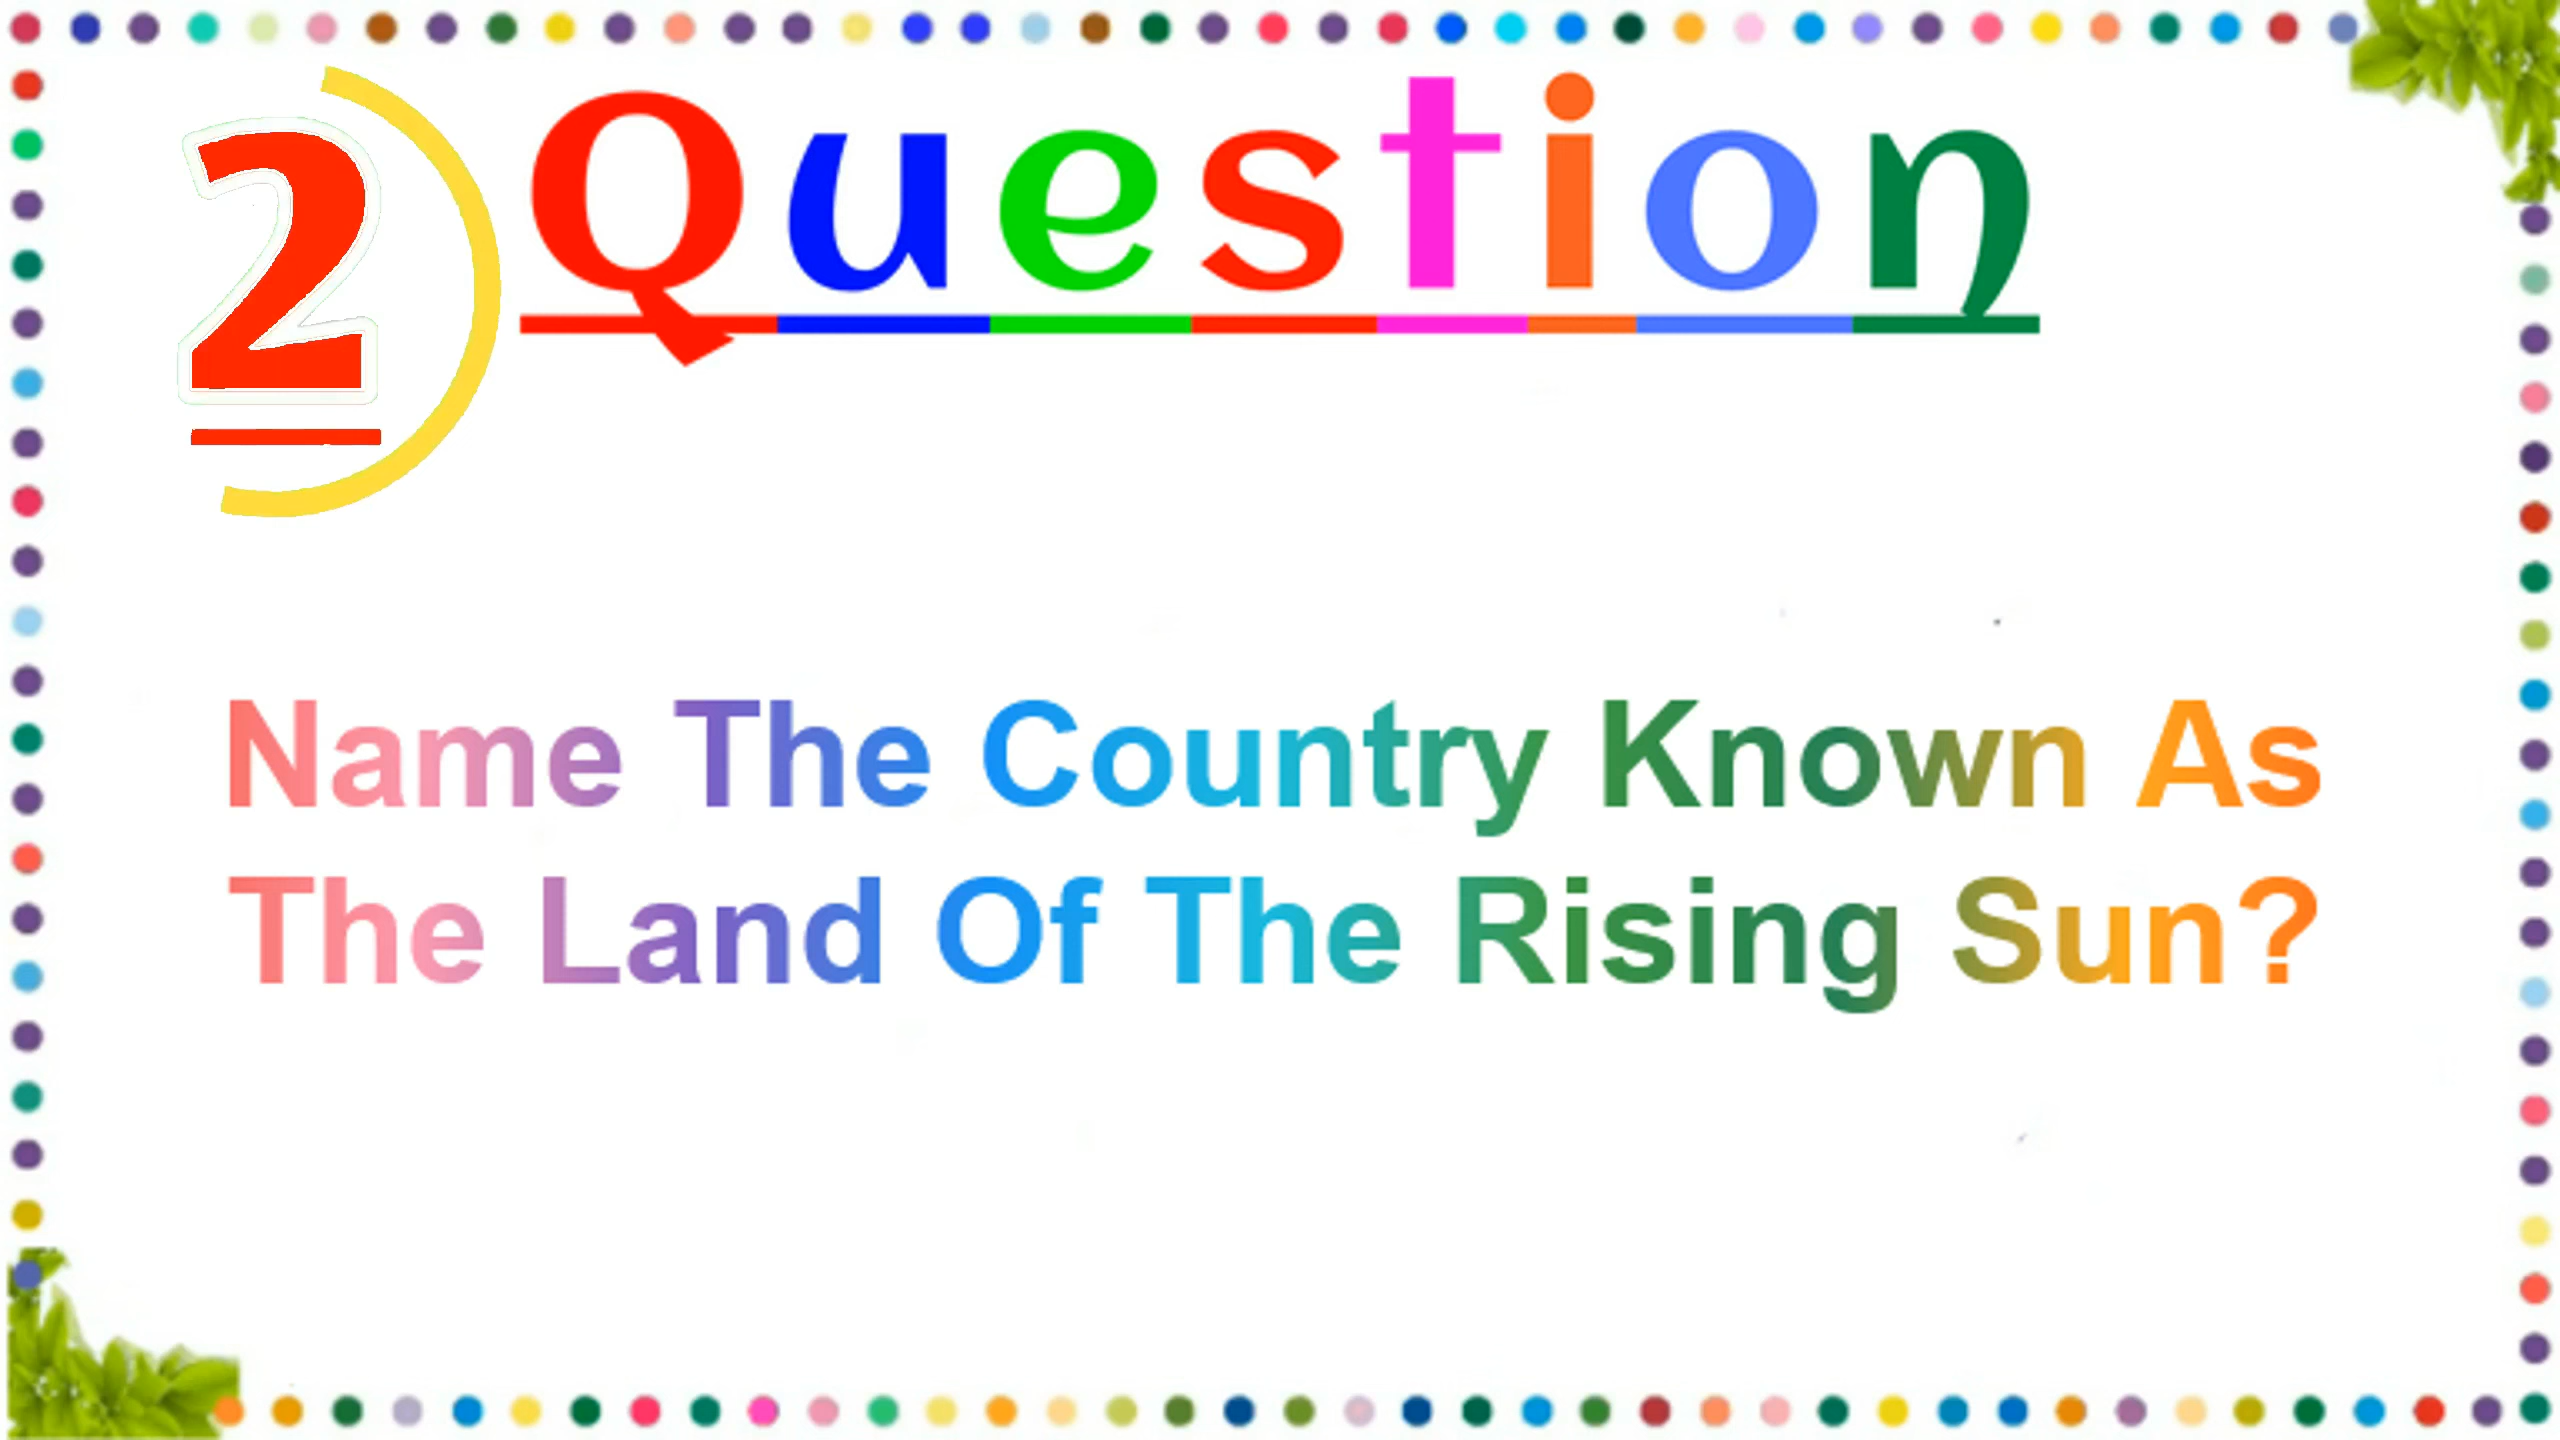 2 Question
Name The Country Known As
The Land Of The Rising Sun?